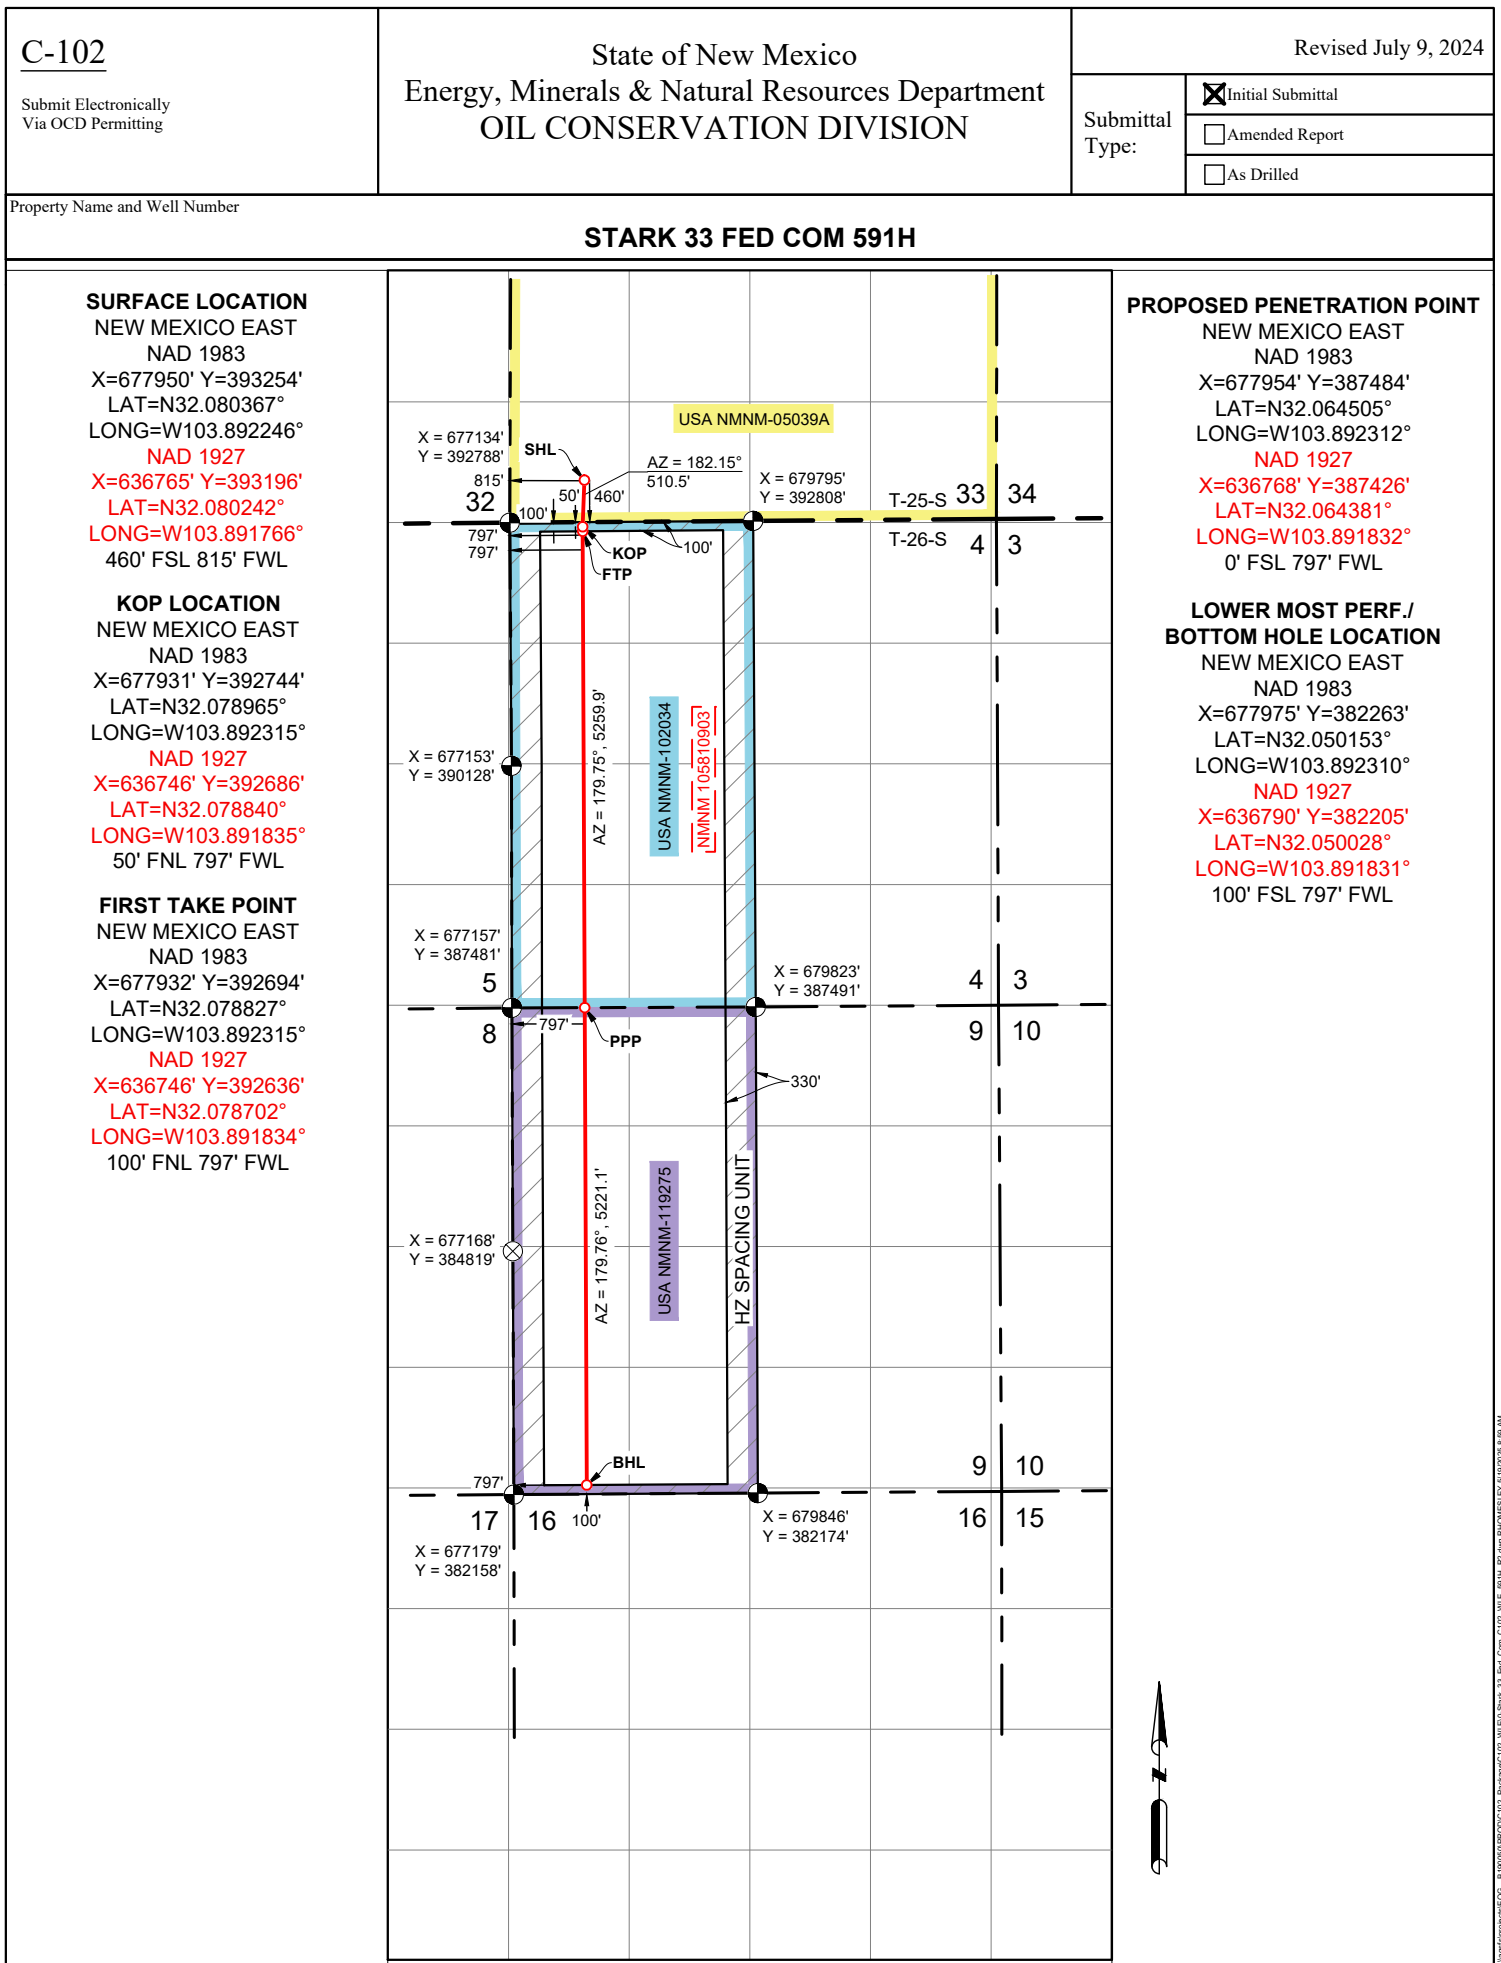 C-102
Submit Electronically
Via OCD Permitting
State of New Mexico
Energy, Minerals & Natural Resources Department
OIL CONSERVATION DIVISION
Revised July 9, 2024
Submittal
Type:
Initial Submittal
Amended Report
As Drilled
Property Name and Well Number
STARK 33 FED COM 591H
SURFACE LOCATION
NEW MEXICO EAST
NAD 1983
X=677950' Y=393254'
LAT=N32.080367°
LONG=W103.892246°
NAD 1927
X=636765' Y=393196'
LAT=N32.080242°
LONG=W103.891766°
460' FSL 815' FWL
KOP LOCATION
NEW MEXICO EAST
NAD 1983
X=677931' Y=392744'
LAT=N32.078965°
LONG=W103.892315°
NAD 1927
X=636746' Y=392686'
LAT=N32.078840°
LONG=W103.891835°
50' FNL 797' FWL
FIRST TAKE POINT
NEW MEXICO EAST
NAD 1983
X=677932' Y=392694'
LAT=N32.078827°
LONG=W103.892315°
NAD 1927
X=636746' Y=392636'
LAT=N32.078702°
LONG=W103.891834°
100' FNL 797' FWL
USA NMNM-05039A
X = 677134'
Y = 392788'
SHL
AZ = 182.15°
510.5'
X = 679795'
Y = 392808'
815'
50'
460'
100'
32
T-25-S
33
34
T-26-S
4
3
797'
797'
KOP
FTP
100'
AZ = 179.75°, 5259.9'
USA NMNM-102034
NMNM 105810903
X = 677153'
Y = 390128'
X = 677157'
Y = 387481'
X = 679823'
Y = 387491'
5
4
3
8
9
10
797'
PPP
330'
AZ = 179.76°, 5221.1'
USA NMNM-119275
HZ SPACING UNIT
X = 677168'
Y = 384819'
BHL
797'
100'
9
10
17
16
16
15
X = 677179'
Y = 382158'
X = 679846'
Y = 382174'
PROPOSED PENETRATION POINT
NEW MEXICO EAST
NAD 1983
X=677954' Y=387484'
LAT=N32.064505°
LONG=W103.892312°
NAD 1927
X=636768' Y=387426'
LAT=N32.064381°
LONG=W103.891832°
0' FSL 797' FWL
LOWER MOST PERF./
BOTTOM HOLE LOCATION
NEW MEXICO EAST
NAD 1983
X=677975' Y=382263'
LAT=N32.050153°
LONG=W103.892310°
NAD 1927
X=636790' Y=382205'
LAT=N32.050028°
LONG=W103.891831°
100' FSL 797' FWL
N